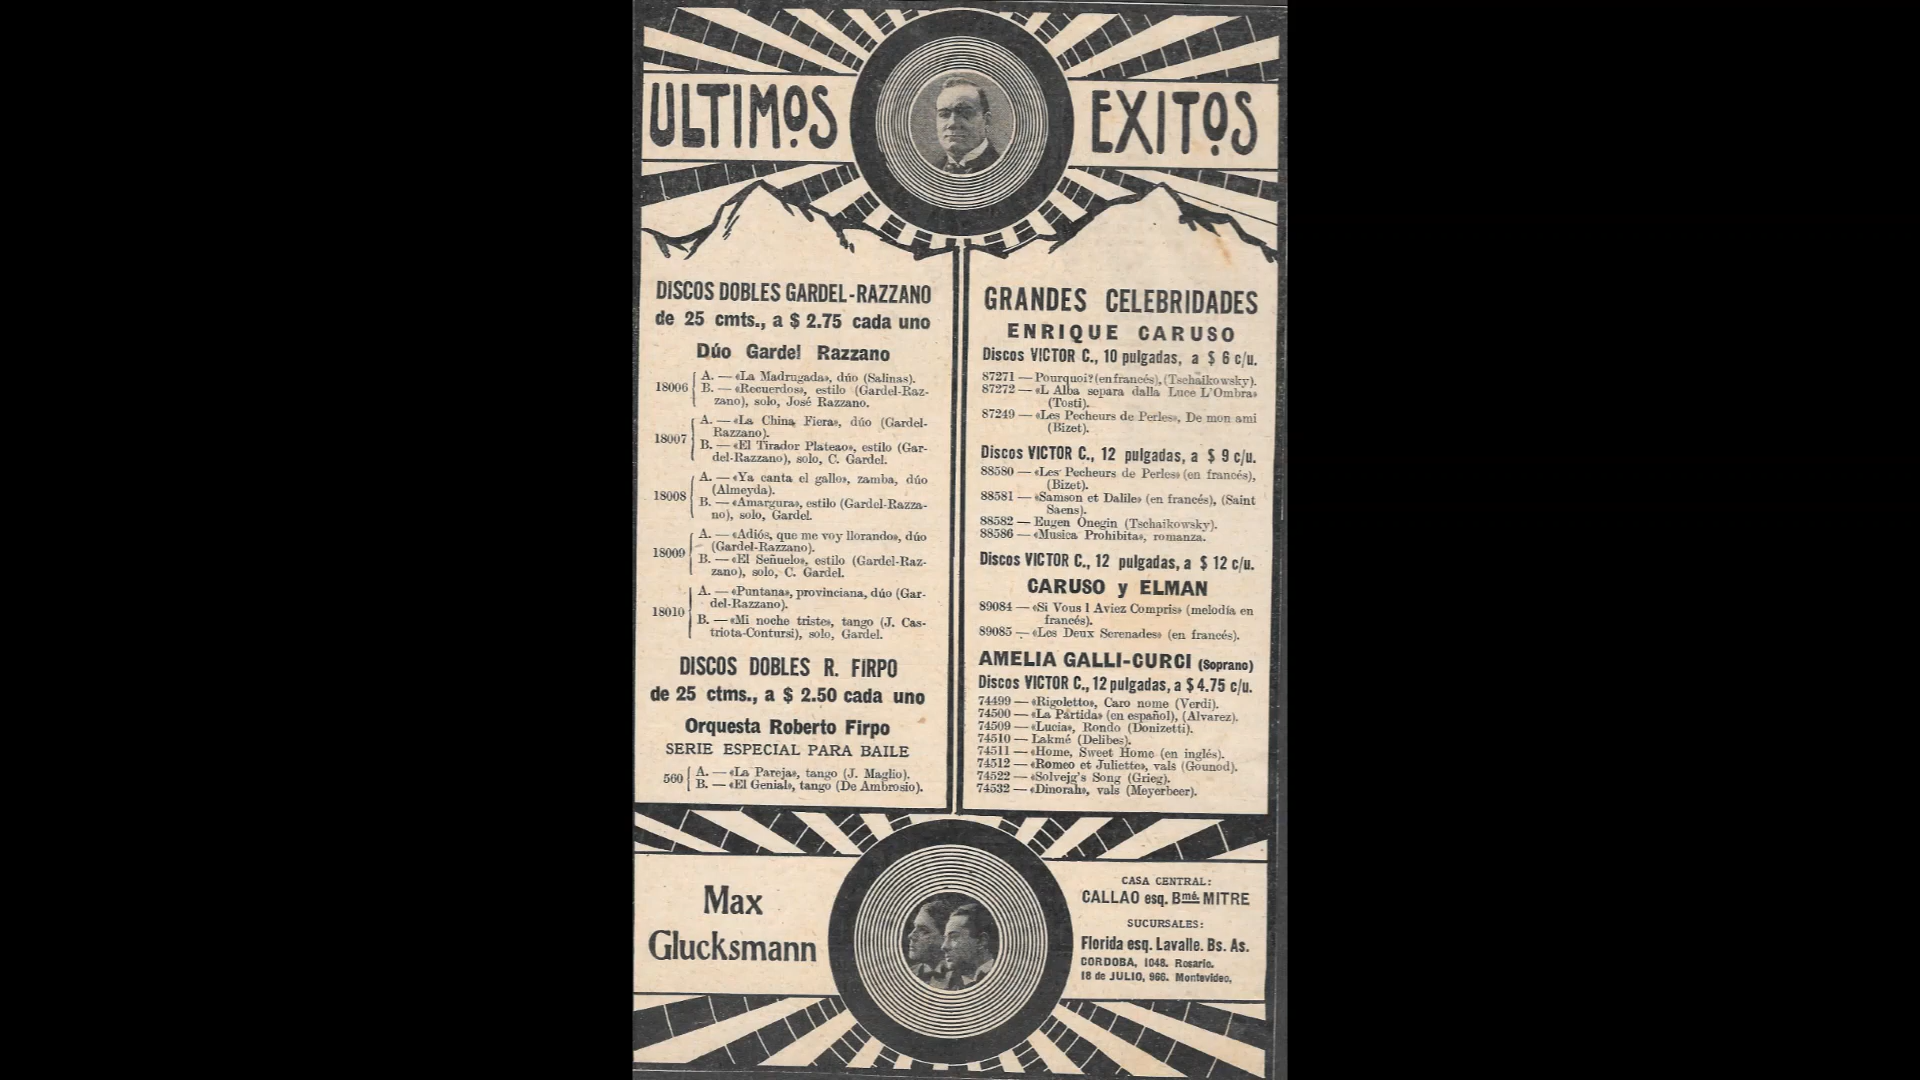 ULTIMOS EXITOS
DISCOS DOBLES GARDEL-RAZZANO
de 25 cmts., a $ 2.75 cada uno
Dúo Gardel Razzano
18006 A. — «La Madrugada», dúo (Salinas).
B. — «Recuerdos», estilo (Gardel-Raz-
zano), solo, José Razzano.
18007 A. — «La China Fiera», dúo (Gardel-
Razzano).
B. — «El Tirador Plateao», estilo (Gar-
del-Razzano), solo, C. Gardel.
18008 A. — «Ya canta el gallo», zamba, dúo
(Almeyda).
B. — «Amargura», estilo (Gardel-Razza-
no), solo, Gardel.
18009 A. — «Adiós, que me voy llorando», dúo
(Gardel-Razzano).
B. — «El Señuelo», estilo (Gardel-Raz-
zano), solo, C. Gardel.
18010 A. — «Puntana», provinciana, dúo (Gar-
del-Razzano).
B. — «Mi noche triste», tango (J. Cas-
triota-Contursi), solo, Gardel.
DISCOS DOBLES R. FIRPO
de 25 ctms., a $ 2.50 cada uno
Orquesta Roberto Firpo
SERIE ESPECIAL PARA BAILE
560 A. — «La Pareja», tango (J. Maglio).
B. — «El Genial», tango (De Ambrosio).
GRANDES CELEBRIDADES
ENRIQUE CARUSO
Discos VICTOR C., 10 pulgadas, a $ 6 c/u.
87271 — Pourquoi? (en francés), (Tschaikowsky).
87272 — «L Alba separa dalla Luce L'Ombra»
(Tosti).
87249 — «Les Pecheurs de Perles», De mon ami
(Bizet).
Discos VICTOR C., 12 pulgadas, a $ 9 c/u.
88580 — «Les Pecheurs de Perles» (en francés),
(Bizet).
88581 — «Samson et Dalile» (en francés), (Saint
Saens).
88582 — Eugen Onegin (Tschaikowsky).
88586 — «Musica Prohibita», romanza.
Discos VICTOR C., 12 pulgadas, a $ 12 c/u.
CARUSO y ELMAN
89084 — «Si Vous l Aviez Compris» (melodía en
francés).
89085 — «Les Deux Serenades» (en francés).
AMELIA GALLI-CURCI (Soprano)
Discos VICTOR C., 12 pulgadas, a $ 4.75 c/u.
74499 — «Rigoletto», Caro nome (Verdi).
74500 — «La Partida» (en español), (Alvarez).
74509 — «Lucia», Rondo (Donizetti).
74510 — Lakmé (Delibes).
74511 — «Home, Sweet Home (en inglés).
74512 — «Romeo et Juliette», vals (Gounod).
74522 — «Solvejg's Song (Grieg).
74532 — «Dinorah», vals (Meyerbeer).
Max
Glucksmann
CASA CENTRAL:
CALLAO esq. Bmé. MITRE
SUCURSALES:
Florida esq. Lavalle. Bs. As.
CORDOBA, 1048. Rosario.
18 de JULIO, 966. Montevideo.